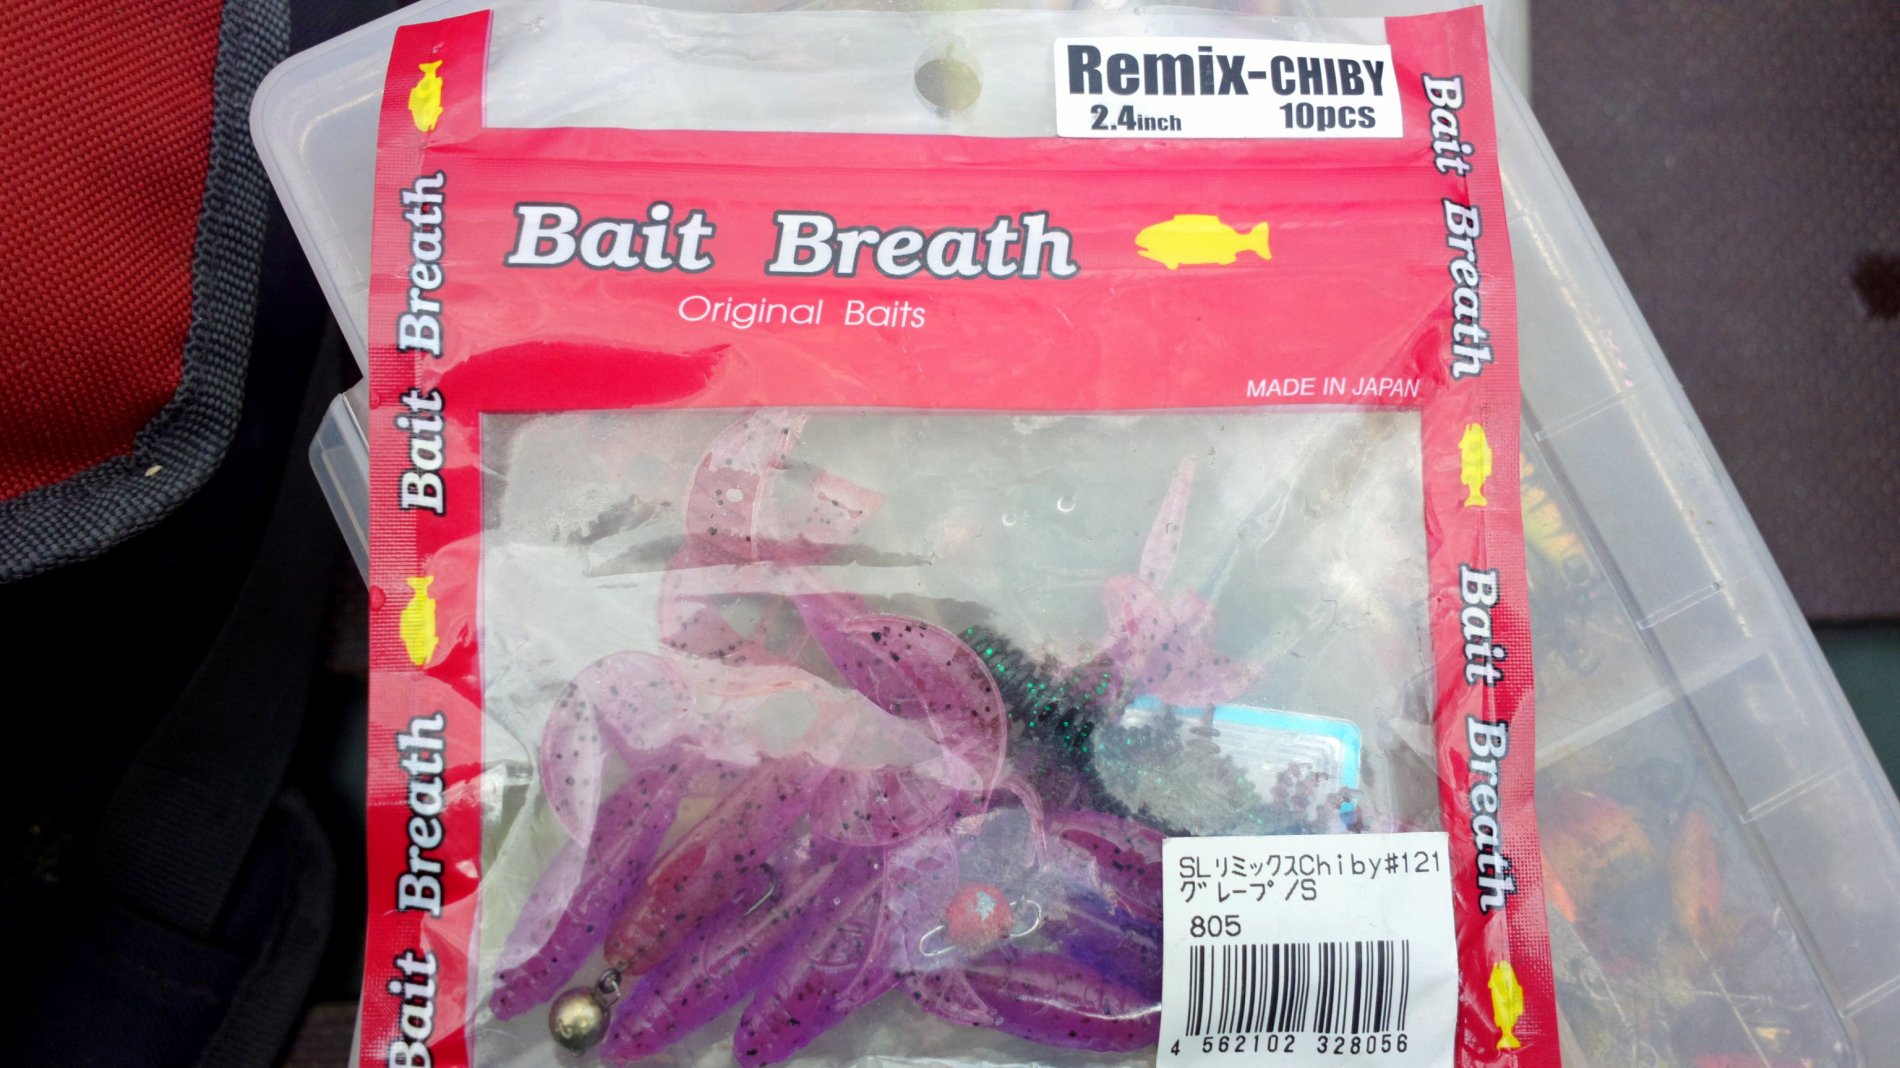 Remix-CHIBY
2.4inch 10pcs
Bait Breath
Original Baits
MADE IN JAPAN
Bait Breath
Bait Breath
Bait Breath
Bait Breath
Bait Breath
SLリミックスChiby#121
グレープ/S
805
4 562102 328056